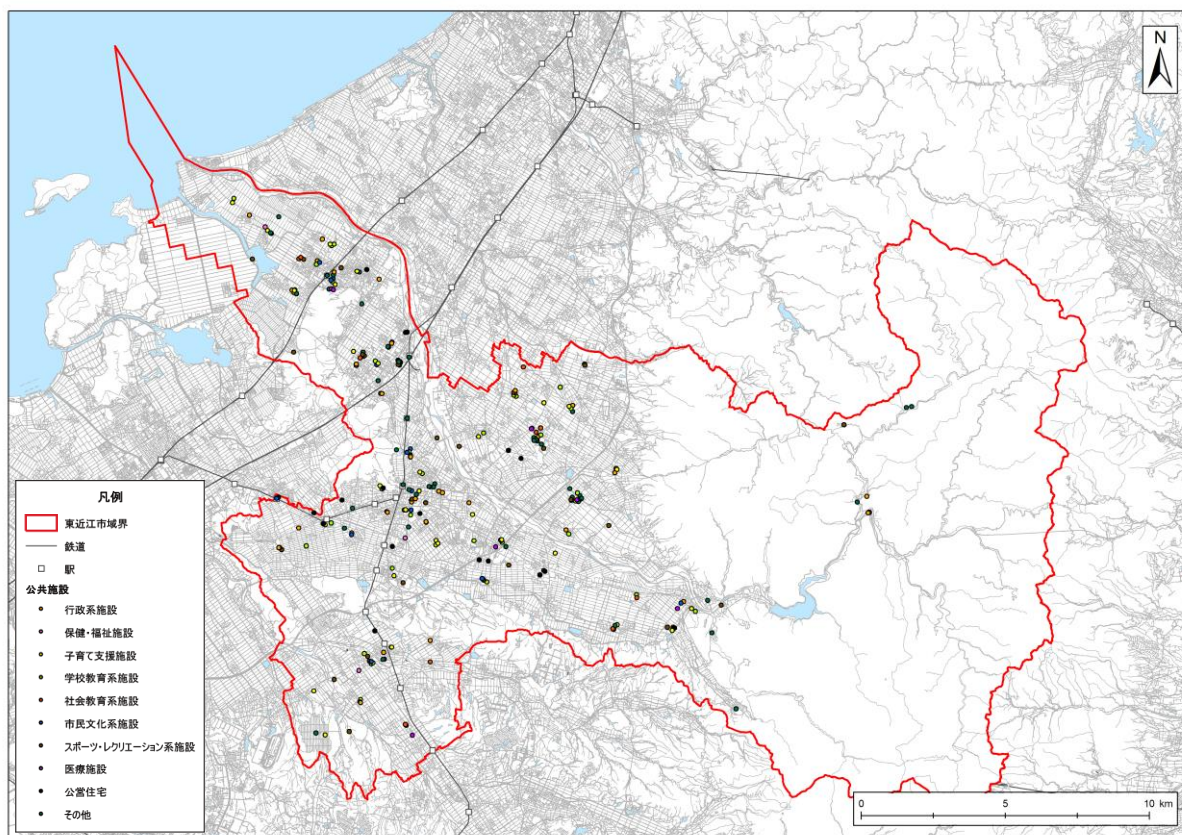 N
凡例
東近江市域界
鉄道
駅
公共施設
行政系施設
保健・福祉施設
子育て支援施設
学校教育系施設
社会教育系施設
市民文化系施設
スポーツ・レクリエーション系施設
医療施設
公営住宅
その他
0 5 10 km